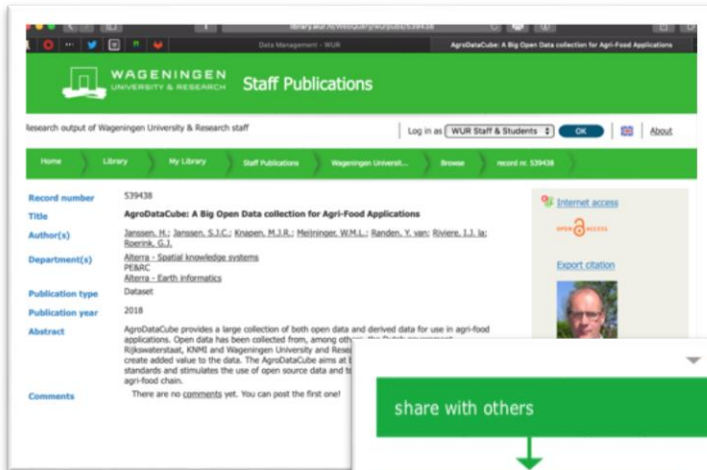 library.wur.nl/WebQuery/wurpubs/539438
Data Management - WUR
AgroDataCube: A Big Open Data collection for Agri-Food Applications
WAGENINGEN
UNIVERSITY & RESEARCH
Staff Publications
Research output of Wageningen University & Research staff
Log in as WUR Staff & Students OK About
Home Library My Library Staff Publications Wageningen Universit... Browse record nr. 539438
Record number 539438
Title AgroDataCube: A Big Open Data collection for Agri-Food Applications
Author(s) Janssen, H.; Janssen, S.J.C.; Knapen, M.J.R.; Meijninger, W.M.L.; Randen, Y. van; Riviere, I.J. la;
Roerink, G.J.
Department(s) Alterra - Spatial knowledge systems
PE&RC
Alterra - Earth informatics
Publication type Dataset
Publication year 2018
Abstract AgroDataCube provides a large collection of both open data and derived data for use in agri-food
applications. Open data has been collected from, among others,
Rijkswaterstaat, KNMI and Wageningen University and
create added value to the data. The AgroDataCube aims at
standards and stimulates the use of open source data and
agri-food chain.
Comments There are no comments yet. You can post the first one!
Internet access
OPEN ACCESS
Export citation
share with others